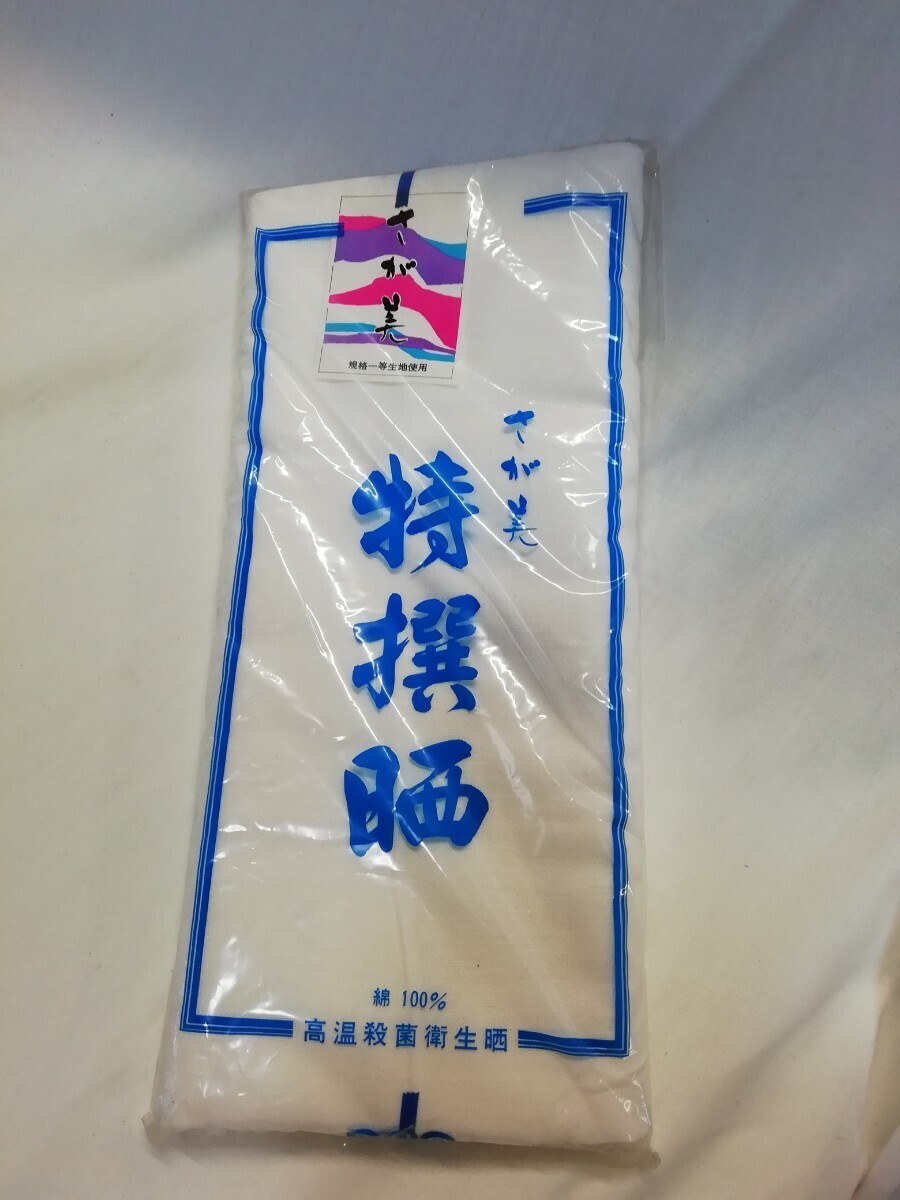 さが美
規格一等生地使用
さが美
特撰晒
綿 100%
高温殺菌衛生晒